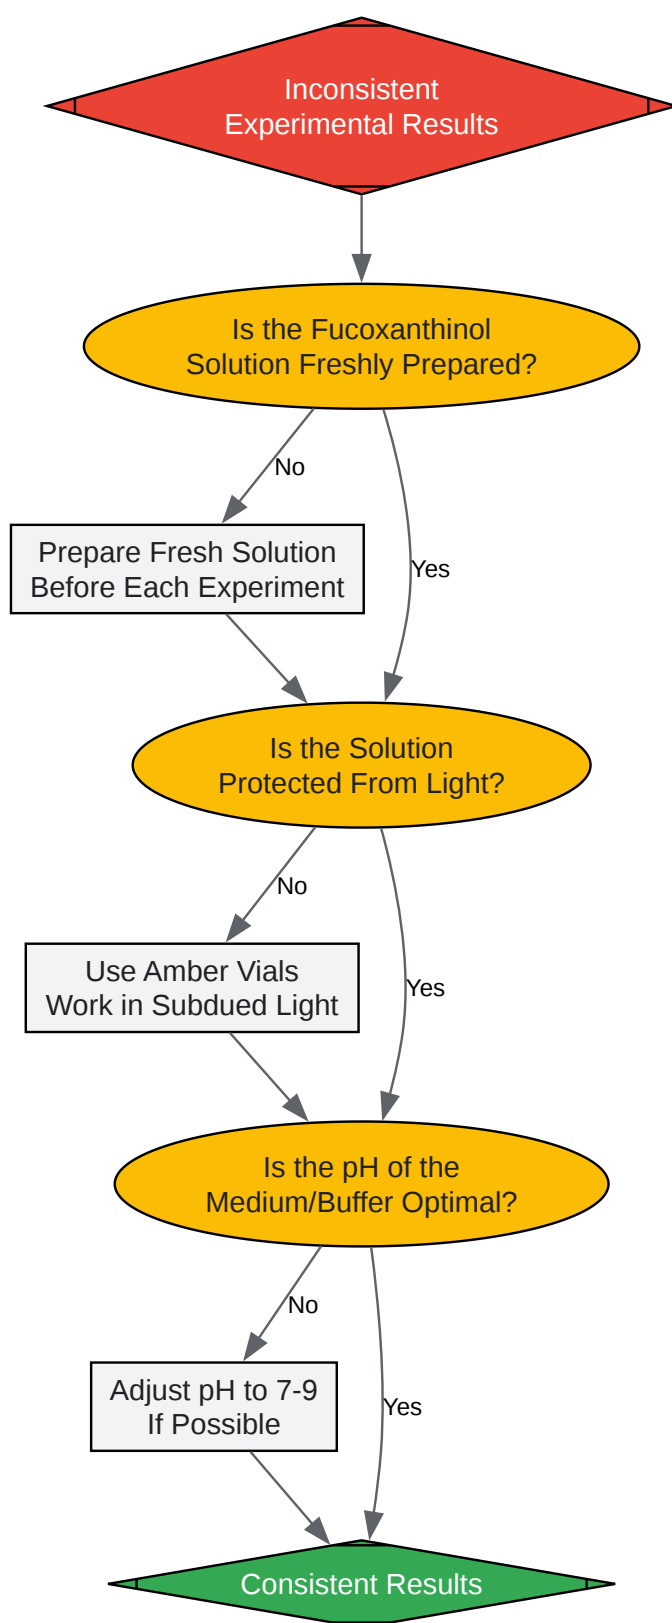 Inconsistent
Experimental Results
Is the Fucoxanthinol
Solution Freshly Prepared?
No
Prepare Fresh Solution
Before Each Experiment
Yes
Is the Solution
Protected From Light?
No
Use Amber Vials
Work in Subdued Light
Yes
Is the pH of the
Medium/Buffer Optimal?
No
Adjust pH to 7-9
If Possible
Yes
Consistent Results